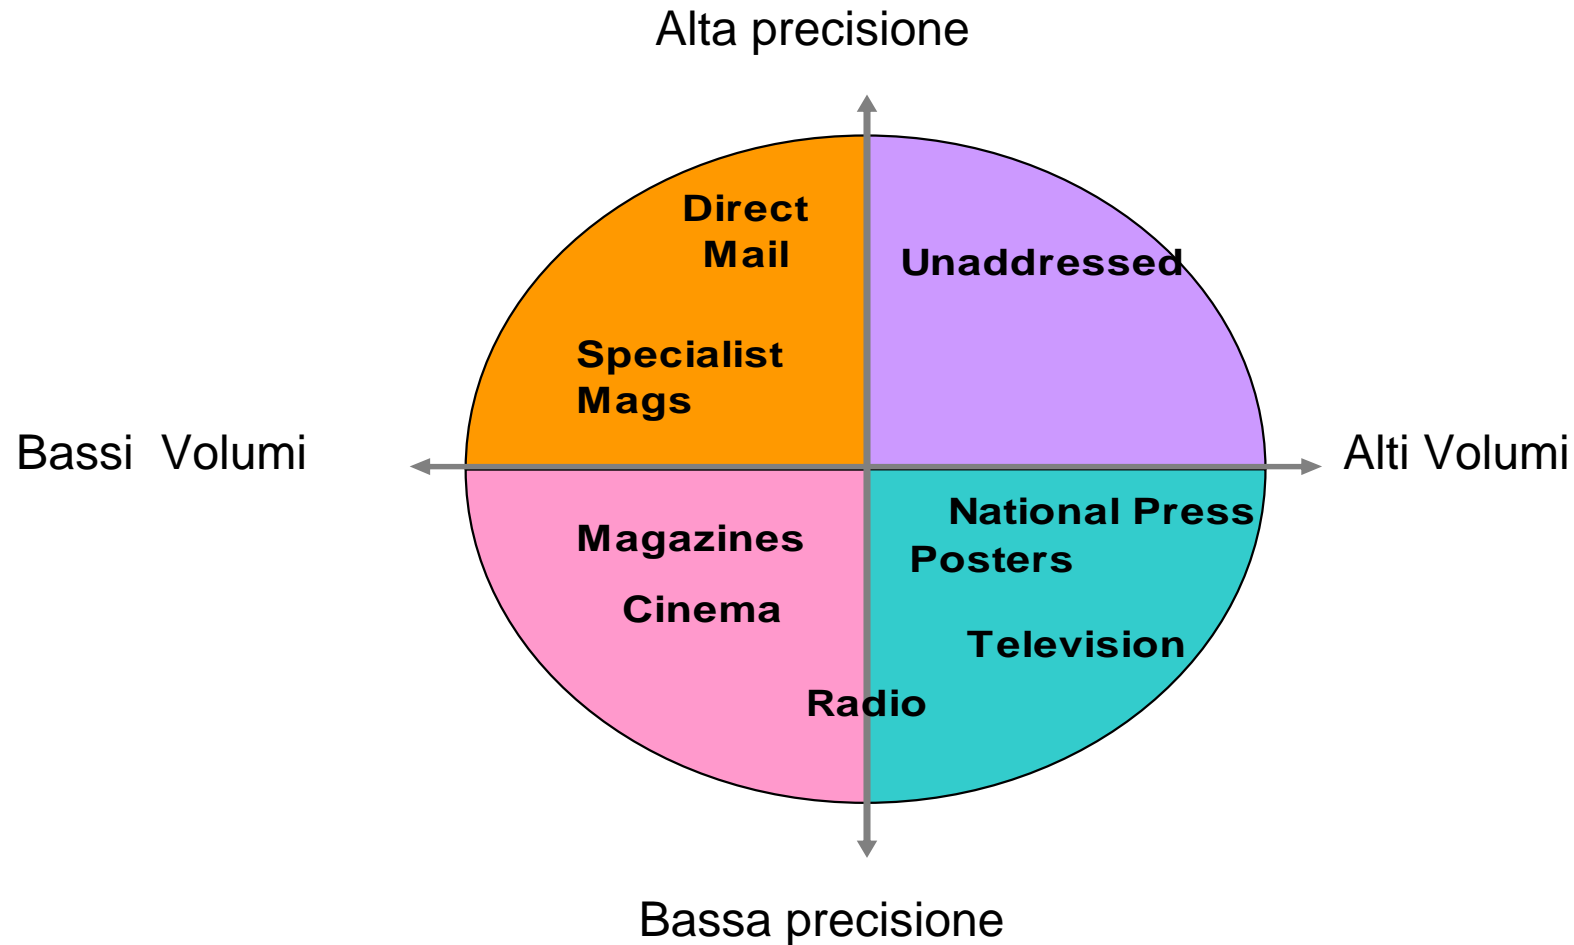 Alta precisione
Direct
Mail
Unaddressed
Specialist
Mags
Bassi Volumi
Alti Volumi
National Press
Magazines
Posters
Cinema
Television
Radio
Bassa precisione